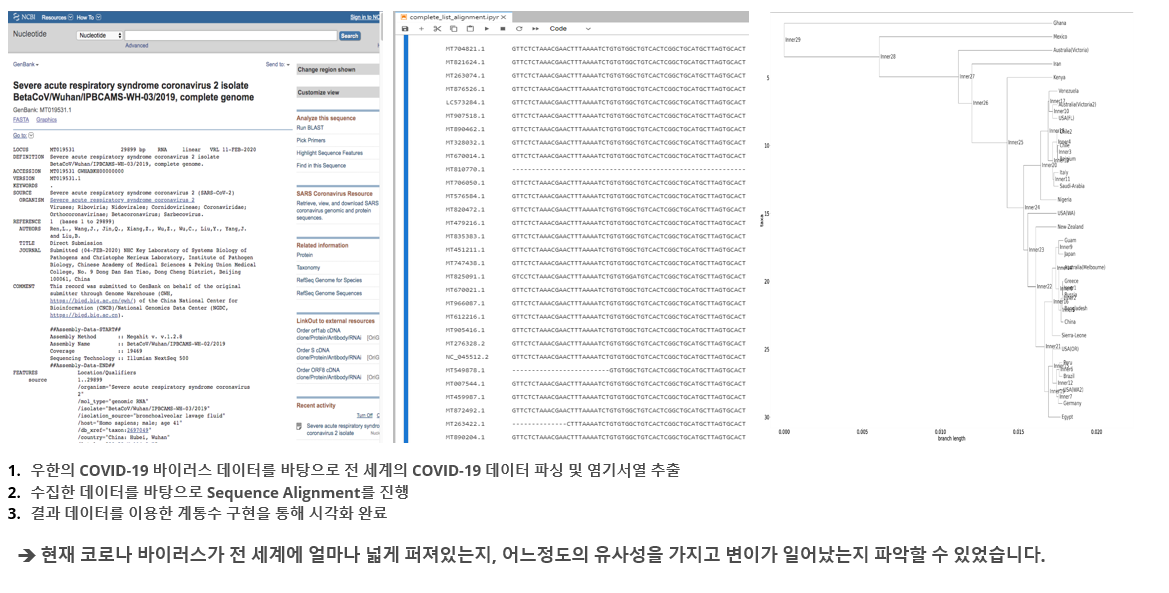 NCBI Resources How To Sign in to NC
Nucleotide Nucleotide Search
Advanced
GenBank Send to:
Severe acute respiratory syndrome coronavirus 2 isolate
BetaCoV/Wuhan/IPBCAMS-WH-03/2019, complete genome
GenBank: MT019531.1
FASTA Graphics
Go to:
LOCUS MT019531 29899 bp RNA linear VRL 11-FEB-2020
DEFINITION Severe acute respiratory syndrome coronavirus 2 isolate
BetaCoV/Wuhan/IPBCAMS-WH-03/2019, complete genome.
ACCESSION MT019531 GWHABKH00000000
VERSION MT019531.1
KEYWORDS .
SOURCE Severe acute respiratory syndrome coronavirus 2 (SARS-CoV-2)
ORGANISM Severe acute respiratory syndrome coronavirus 2
Viruses; Riboviria; Nidovirales; Cornidovirineae; Coronaviridae;
Orthocoronavirinae; Betacoronavirus; Sarbecovirus.
REFERENCE 1 (bases 1 to 29899)
AUTHORS Ren,L., Wang,J., Jin,Q., Xiang,Z., Wu,Z., Wu,C., Liu,Y., Yang,J.
and Liu,B.
TITLE Direct Submission
JOURNAL Submitted (04-FEB-2020) NHC Key Laboratory of Systems Biology of
Pathogens and Christophe Merieux Laboratory, Institute of Pathogen
Biology, Chinese Academy of Medical Sciences & Peking Union Medical
College, No. 9 Dong Dan San Tiao, Dong Cheng District, Beijing
100061, China
COMMENT This record was submitted to GenBank on behalf of the original
submitter through Genome Warehouse (GWH,
https://bigd.big.ac.cn/gwh/) of the China National Center for
Bioinformation (CNCB)/National Genomics Data Center (NGDC,
https://bigd.big.ac.cn).
##Assembly-Data-START##
Assembly Method :: Megahit v. v.1.2.8
Assembly Name :: BetaCoV/Wuhan/IPBCAMS-WH-02/2019
Coverage :: 19469
Sequencing Technology :: Illumian NextSeq 500
##Assembly-Data-END##
FEATURES Location/Qualifiers
source 1..29899
/organism="Severe acute respiratory syndrome coronavirus
2"
/mol_type="genomic RNA"
/isolate="BetaCoV/Wuhan/IPBCAMS-WH-03/2019"
/isolation_source="bronchoalveolar lavage fluid"
/host="Homo sapiens; male; age 41"
/db_xref="taxon:2697049"
/country="China: Hubei, Wuhan"
Change region shown
Customize view
Analyze this sequence
Run BLAST
Pick Primers
Highlight Sequence Features
Find in this Sequence
SARS Coronavirus Resource
Retrieve, view, and download SARS
coronavirus genomic and protein
sequences.
Related information
Protein
Taxonomy
RefSeq Genome for Species
RefSeq Genome Sequences
LinkOut to external resources
Order orf1ab cDNA
clone/Protein/Antibody/RNAi [OriG
Order S cDNA
clone/Protein/Antibody/RNAi [OriG
Order ORF6 cDNA
clone/Protein/Antibody/RNAi [OriG
Recent activity
Turn Off C
Severe acute respiratory syndro
coronavirus 2 isolate Nucle
complete_list_alignment.ipyr
Code
MT704821.1 GTTCTCTAAACGAACTTTAAAATCTGTGTGGCTGTCACTCGGCTGCATGCTTAGTGCACT
MT821624.1 GTTCTCTAAACGAACTTTAAAATCTGTGTGGCTGTCACTCGGCTGCATGCTTAGTGCACT
MT263074.1 GTTCTCTAAACGAACTTTAAAATCTGTGTGGCTGTCACTCGGCTGCATGCTTAGTGCACT
MT876526.1 GTTCTCTAAACGAACTTTAAAATCTGTGTGGCTGTCACTCGGCTGCATGCTTAGTGCACT
LC573284.1 GTTCTCTAAACGAACTTTAAAATCTGTGTGGCTGTCACTCGGCTGCATGCTTAGTGCACT
MT907518.1 GTTCTCTAAACGAACTTTAAAATCTGTGTGGCTGTCACTCGGCTGCATGCTTAGTGCACT
MT890462.1 GTTCTCTAAACGAACTTTAAAATCTGTGTGGCTGTCACTCGGCTGCATGCTTAGTGCACT
MT328032.1 GTTCTCTAAACGAACTTTAAAATCTGTGTGGCTGTCACTCGGCTGCATGCTTAGTGCACT
MT670014.1 GTTCTCTAAACGAACTTTAAAATCTGTGTGGCTGTCACTCGGCTGCATGCTTAGTGCACT
MT810770.1 ------------------------------------------------------------
MT706050.1 GTTCTCTAAACGAACTTTAAAATCTGTGTGGCTGTCACTCGGCTGCATGCTTAGTGCACT
MT576584.1 GTTCTCTAAACGAACTTTAAAATCTGTGTGGCTGTCACTCGGCTGCATGCTTAGTGCACT
MT820472.1 GTTCTCTAAACGAACTTTAAAATCTGTGTGGCTGTCACTCGGCTGCATGCTTAGTGCACT
MT479216.1 GTTCTCTAAACGAACTTTAAAATCTGTGTGGCTGTCACTCGGCTGCATGCTTAGTGCACT
MT835383.1 GTTCTCTAAACGAACTTTAAAATCTGTGTGGCTGTCACTCGGCTGCATGCTTAGTGCACT
MT451211.1 GTTCTCTAAACGAACTTTAAAATCTGTGTGGCTGTCACTCGGCTGCATGCTTAGTGCACT
MT747438.1 GTTCTCTAAACGAACTTTAAAATCTGTGTGGCTGTCACTCGGCTGCATGCTTAGTGCACT
MT825091.1 GTCCTCTAAACGAACTTTAAAATCTGTGTGGATGTCACTCGGCTGCATGCTTAGTGCACT
MT670021.1 GTTCTCTAAACGAACTTTAAAATCTGTGTGGCTGTCACTCGGCTGCATGCTTAGTGCACT
MT966087.1 GTTCTCTAAACGAACTTTAAAATCTGTGTGGCTGTCACTCGGCTGCATGCTTAGTGCACT
MT612216.1 GTTCTCTAAACGAACTTTAAAATCTGTGTGGCTGTCACTCGGCTGCATGCTTAGTGCACT
MT905416.1 GTTCTCTAAACGAACTTTAAAATCTGTGTGGCTGTCACTCGGCTGCATGCTTAGTGCACT
MT276328.2 GTTCTCTAAACGAACTTTAAAATCTGTGTGGCTGTCACTCGGCTGCATGCTTAGTGCACT
NC_045512.2 GTTCTCTAAACGAACTTTAAAATCTGTGTGGCTGTCACTCGGCTGCATGCTTAGTGCACT
MT549878.1 -------------------------GTGTGGCTGTCACTCGGCTGCATGCTTAGTGCACT
MT007544.1 GTTCTCTAAACGAACTTTAAAATCTGTGTGGCTGTCACTCGGCTGCATGCTTAGTGCACT
MT459987.1 GTTCTCTAAACGAACTTTAAAATCTGTGTGGCTGTCACTCGGCTGCATGCTTAGTGCACT
MT872492.1 GTTCTCTAAACGAACTTTAAAATCTGTGTGGCTGTCACTCGGCTGCATGCTTAGTGCACT
MT263422.1 --------------CTTTAAAATCTGTGTGGCTGTCACTCGGCTGCATGCTTAGTGCACT
MT890204.1 GTTCTCTAAACGAACTTTAAAATCTGTGTGGCTGTCACTCGGCTGCATGCTTAGTGCACT
Ghana
Mexico
Inner29
Australia(Victoria)
Inner28
Iran
Inner27
Kenya
5
Venezuela
Inner26
Australia(Victoria2)
Inner10
USA(FL)
Inner25
10
Italy
Inner11
Saudi-Arabia
Nigeria
Inner24
USA(WA)
15
taxa
New-Zealand
Guam
Inner9
Japan
Inner23
Australia(Melbourne)
20
Greece
Inner22
China
Sierra-Leone
Inner21
USA(CR)
25
Peru
Brazil
Inner12
USA(WA2)
Inner7
Germany
Egypt
30
0.000 0.005 0.010 0.015 0.020
branch length
1. 우한의 COVID-19 바이러스 데이터를 바탕으로 전 세계의 COVID-19 데이터 파싱 및 염기서열 추출
2. 수집한 데이터를 바탕으로 Sequence Alignment를 진행
3. 결과 데이터를 이용한 계통수 구현을 통해 시각화 완료
➔ 현재 코로나 바이러스가 전 세계에 얼마나 넓게 퍼져있는지, 어느정도의 유사성을 가지고 변이가 일어났는지 파악할 수 있었습니다.